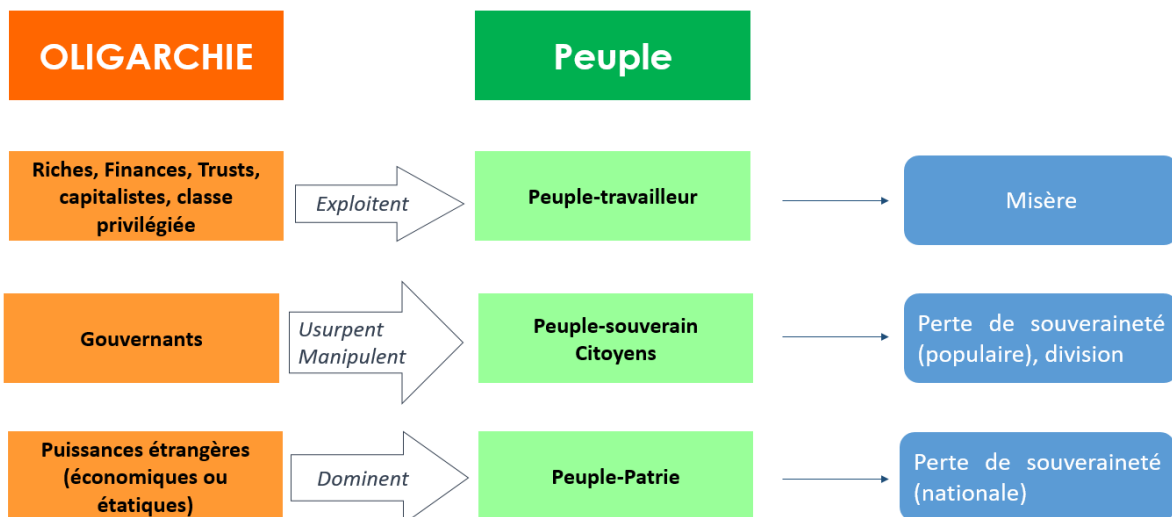 OLIGARCHIE
Peuple
Riches, Finances, Trusts,
capitalistes, classe
privilégiée
Exploitent
Peuple-travailleur
Misère
Gouvernants
Usurpent
Manipulent
Peuple-souverain
Citoyens
Perte de souveraineté
(populaire), division
Puissances étrangères
(économiques ou
étatiques)
Dominent
Peuple-Patrie
Perte de souveraineté
(nationale)